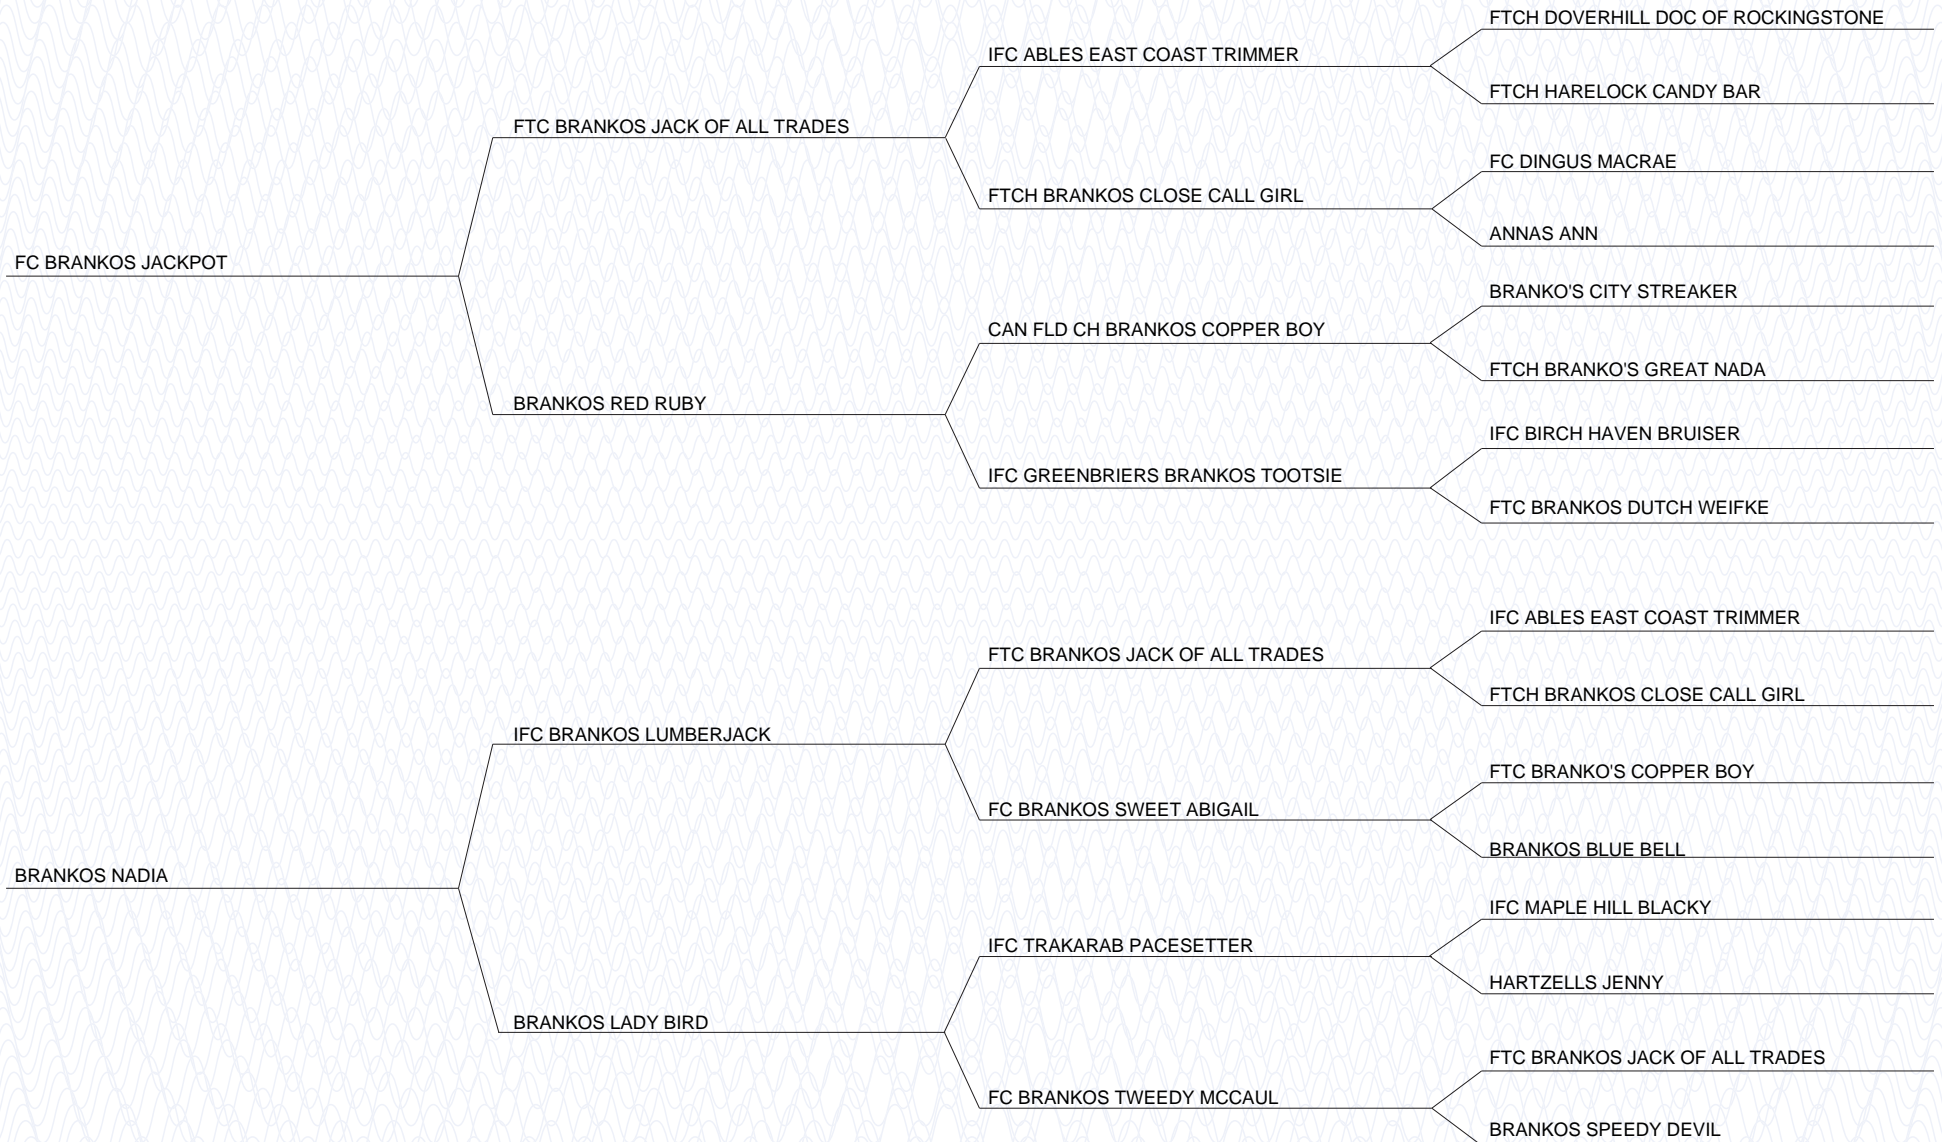 FTCH DOVERHILL DOC OF ROCKINGSTONE
IFC ABLES EAST COAST TRIMMER
FTCH HARELOCK CANDY BAR
FTC BRANKOS JACK OF ALL TRADES
FC DINGUS MACRAE
FTCH BRANKOS CLOSE CALL GIRL
ANNAS ANN
FC BRANKOS JACKPOT
BRANKO'S CITY STREAKER
CAN FLD CH BRANKOS COPPER BOY
FTCH BRANKO'S GREAT NADA
BRANKOS RED RUBY
IFC BIRCH HAVEN BRUISER
IFC GREENBRIERS BRANKOS TOOTSIE
FTC BRANKOS DUTCH WEIFKE
IFC ABLES EAST COAST TRIMMER
FTC BRANKOS JACK OF ALL TRADES
FTCH BRANKOS CLOSE CALL GIRL
IFC BRANKOS LUMBERJACK
FTC BRANKO'S COPPER BOY
FC BRANKOS SWEET ABIGAIL
BRANKOS BLUE BELL
BRANKOS NADIA
IFC MAPLE HILL BLACKY
IFC TRAKARAB PACESETTER
HARTZELLS JENNY
BRANKOS LADY BIRD
FTC BRANKOS JACK OF ALL TRADES
FC BRANKOS TWEEDY MCCAUL
BRANKOS SPEEDY DEVIL